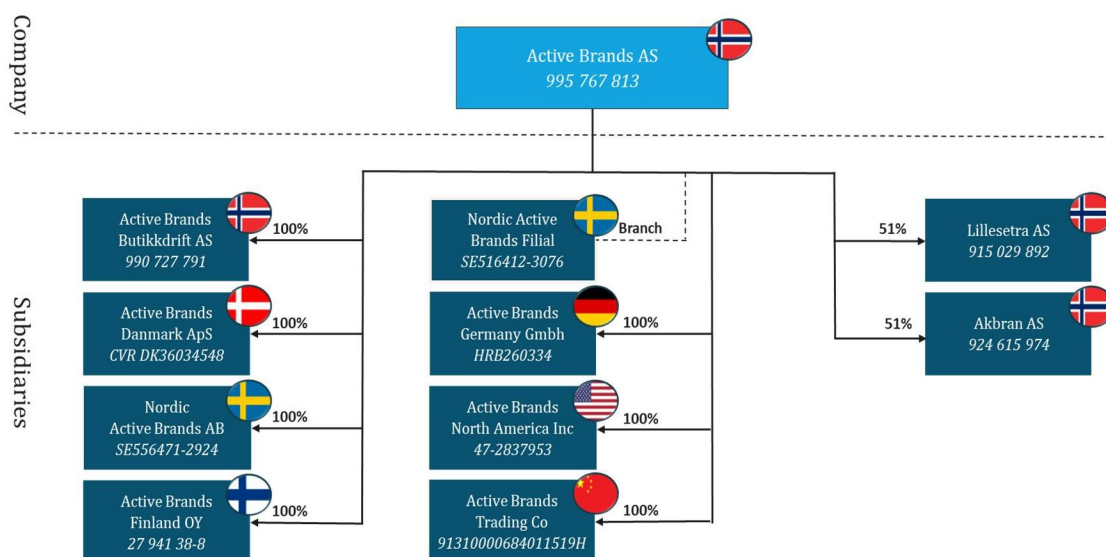 Company
Active Brands AS
995 767 813
Subsidiaries
Active Brands
Butikkdrift AS
990 727 791
100%
Active Brands
Danmark ApS
CVR DK36034548
100%
Nordic
Active Brands AB
SE556471-2924
100%
Active Brands
Finland OY
27 941 38-8
100%
Nordic Active
Brands Filial
SE516412-3076
Branch
Active Brands
Germany Gmbh
HRB260334
100%
Active Brands
North America Inc
47-2837953
100%
Active Brands
Trading Co
91310000684011519H
100%
51%
Lillesetra AS
915 029 892
51%
Akbran AS
924 615 974